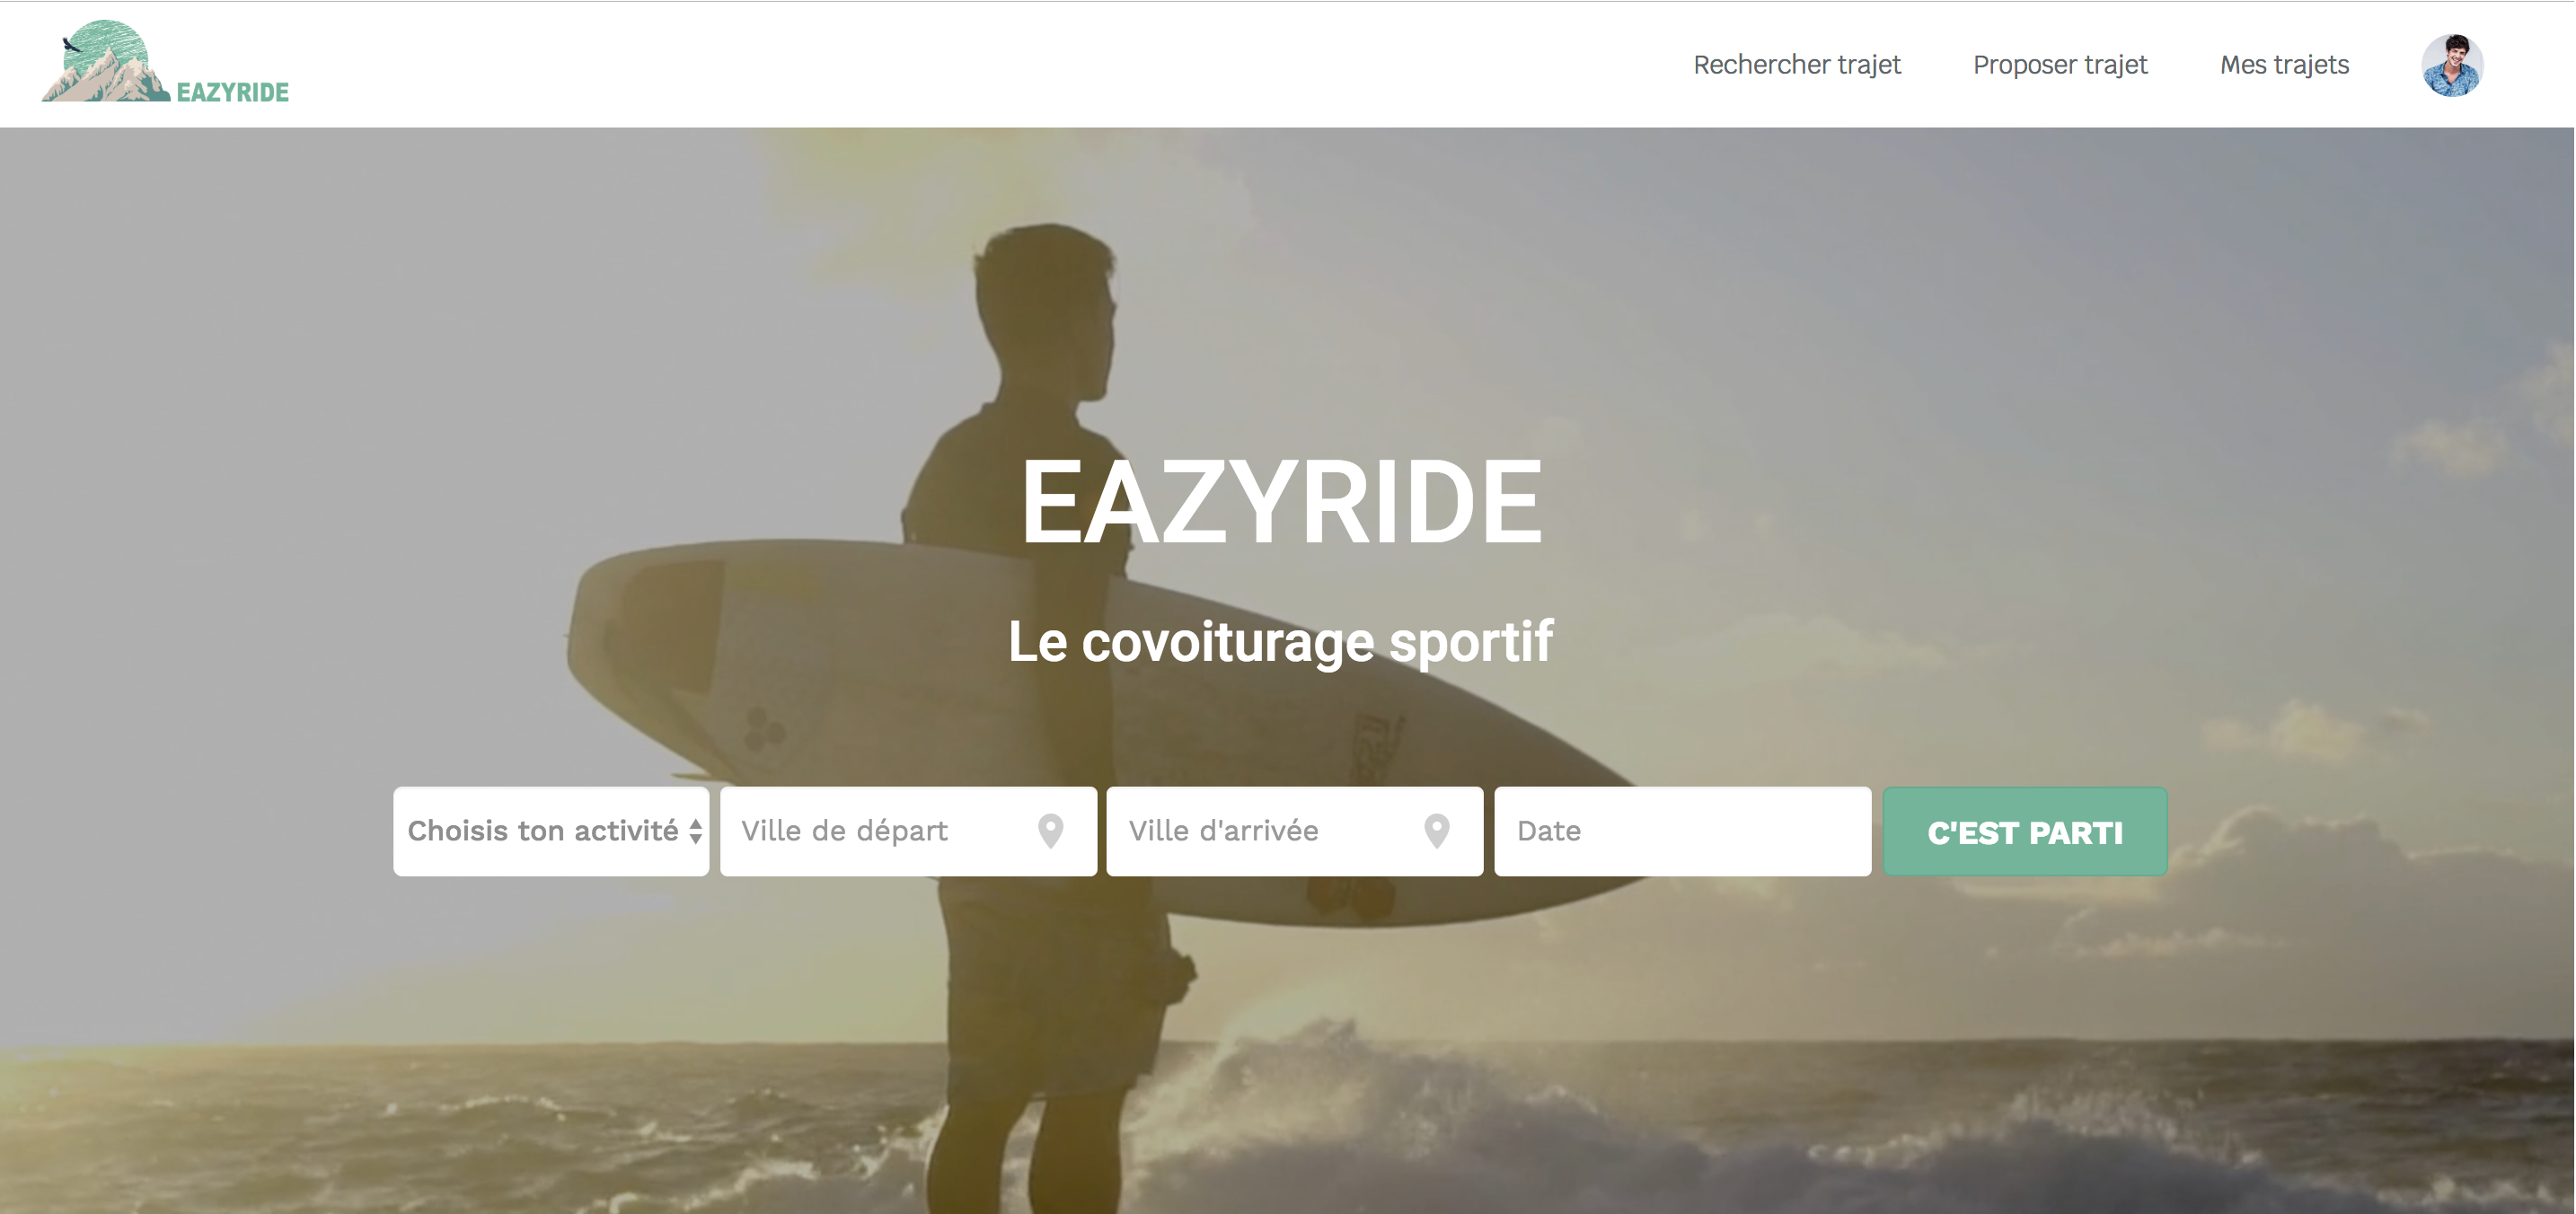 EAZYRIDE
Rechercher trajet
Proposer trajet
Mes trajets
EAZYRIDE
Le covoiturage sportif
Choisis ton activité
Ville de départ
Ville d'arrivée
Date
C'EST PARTI